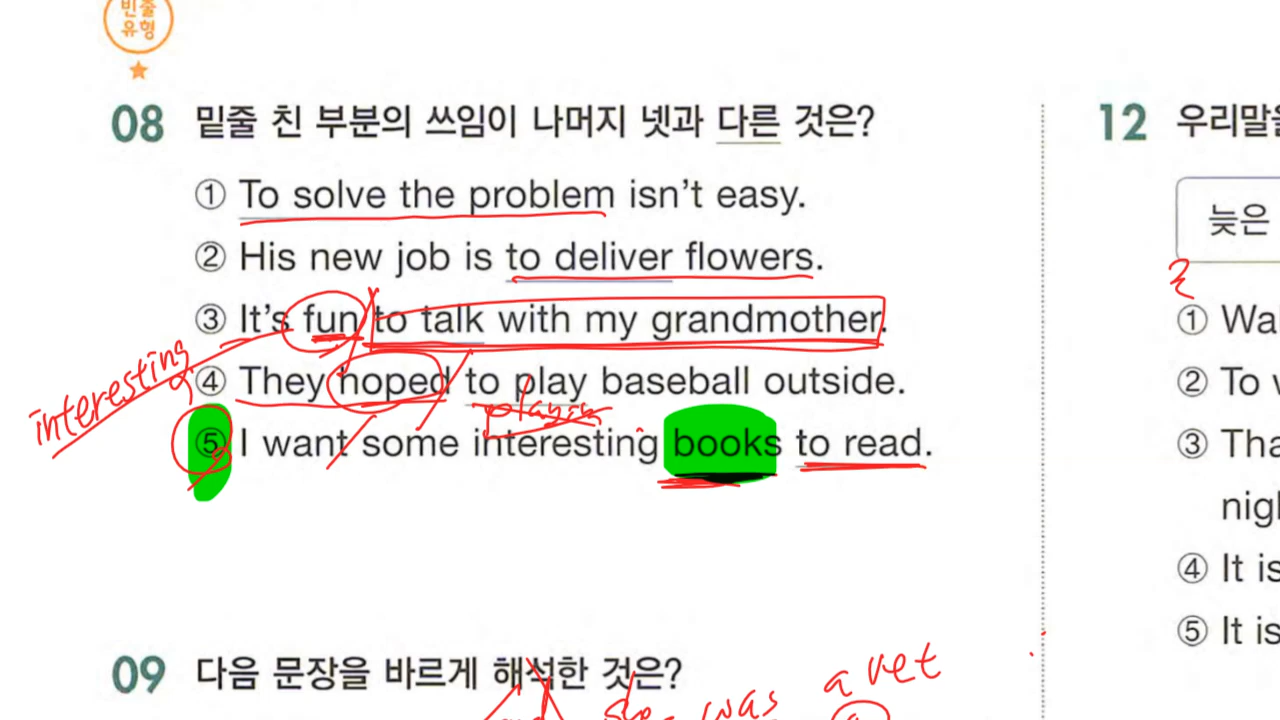 빈출
유형
08 밑줄 친 부분의 쓰임이 나머지 넷과 다른 것은?
① To solve the problem isn't easy.
② His new job is to deliver flowers.
③ It's fun to talk with my grandmother.
interesting
④ They hoped to play baseball outside.
playin
⑤ I want some interesting books to read.
09 다음 문장을 바르게 해석한 것은?
a vet
she was
12 우리말을
늦은
① Wa
② To
③ Tha
nigh
④ It is
⑤ It is